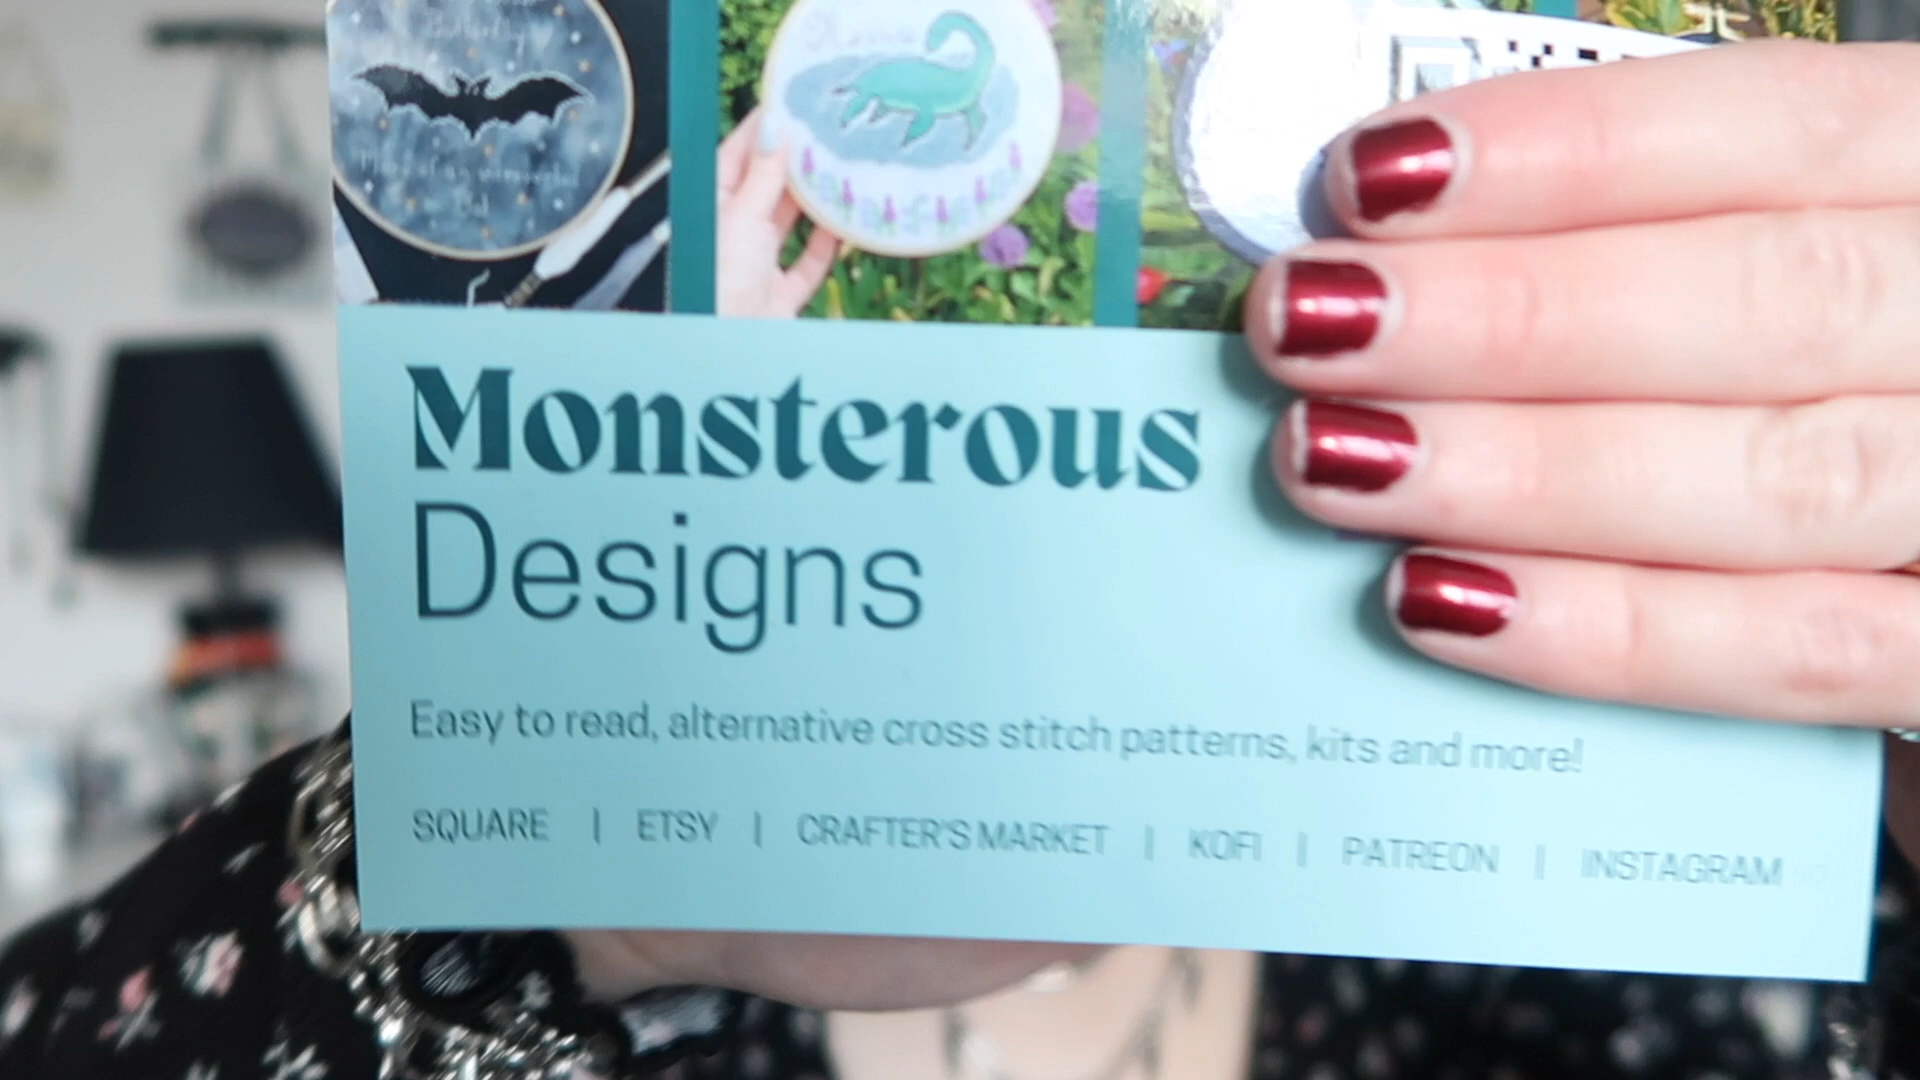 Monsterous
Designs
Easy to read, alternative cross stitch patterns, kits and more!
SQUARE | ETSY | CRAFTER'S MARKET | KOFI | PATREON | INSTAGRAM